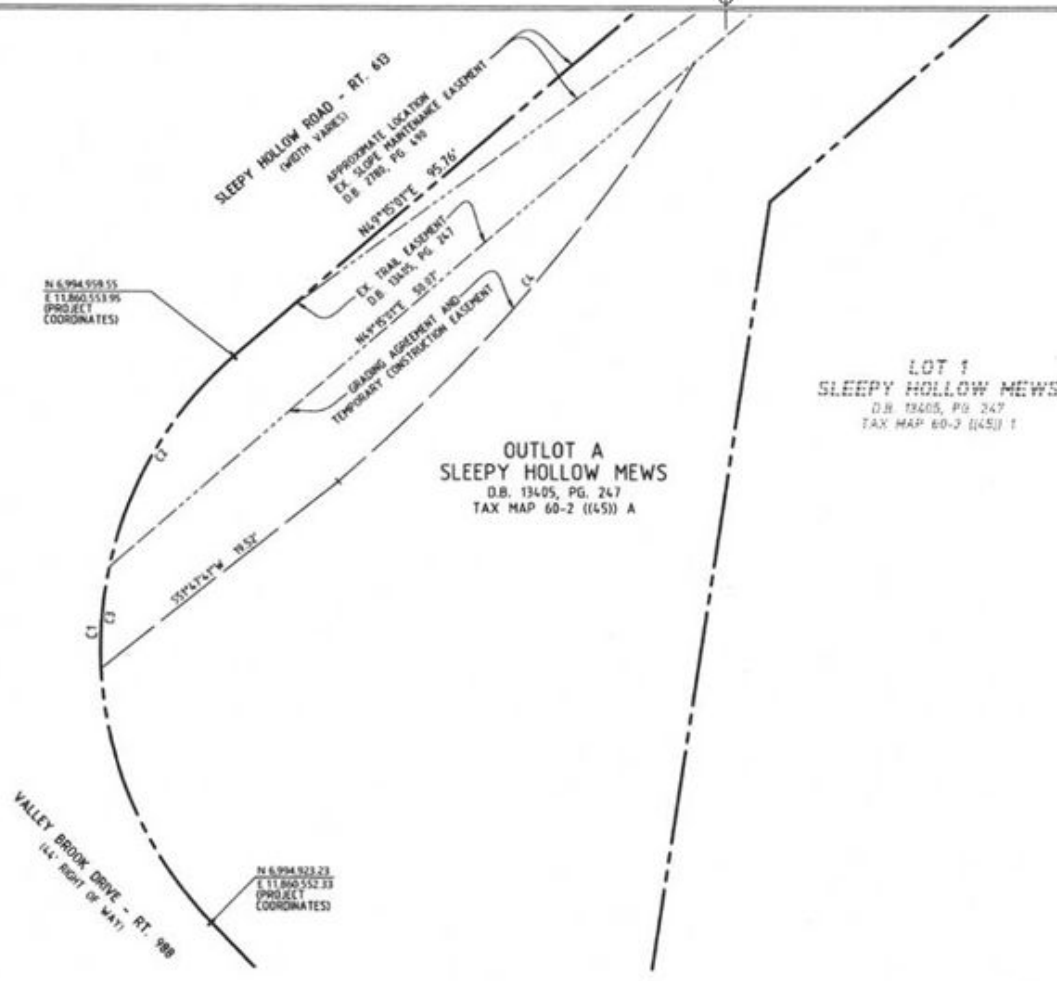 SLEEPY HOLLOW ROAD - RT. 613
(WIDTH VARIES)
APPROXIMATE LOCATION
EX. SLOPE MAINTENANCE EASEMENT
D.B. 2780, PG. 490
N49°15'01"E 95.76'
N 6,994,959.55
E 11,860,553.95
(PROJECT
COORDINATES)
EX. TRAIL EASEMENT
D.B. 13405, PG. 247
N49°15'01"E 50.07'
GRADING AGREEMENT AND
TEMPORARY CONSTRUCTION EASEMENT
C4
LOT 1
SLEEPY HOLLOW MEWS
D.B. 13405, PG. 247
TAX MAP 60-2 ((45)) 1
C2
OUTLOT A
SLEEPY HOLLOW MEWS
D.B. 13405, PG. 247
TAX MAP 60-2 ((45)) A
S51°47'47"W 19.52'
C1
C3
VALLEY BROOK DRIVE - RT. 988
(44' RIGHT OF WAY)
N 6,994,923.23
E 11,860,552.33
(PROJECT
COORDINATES)